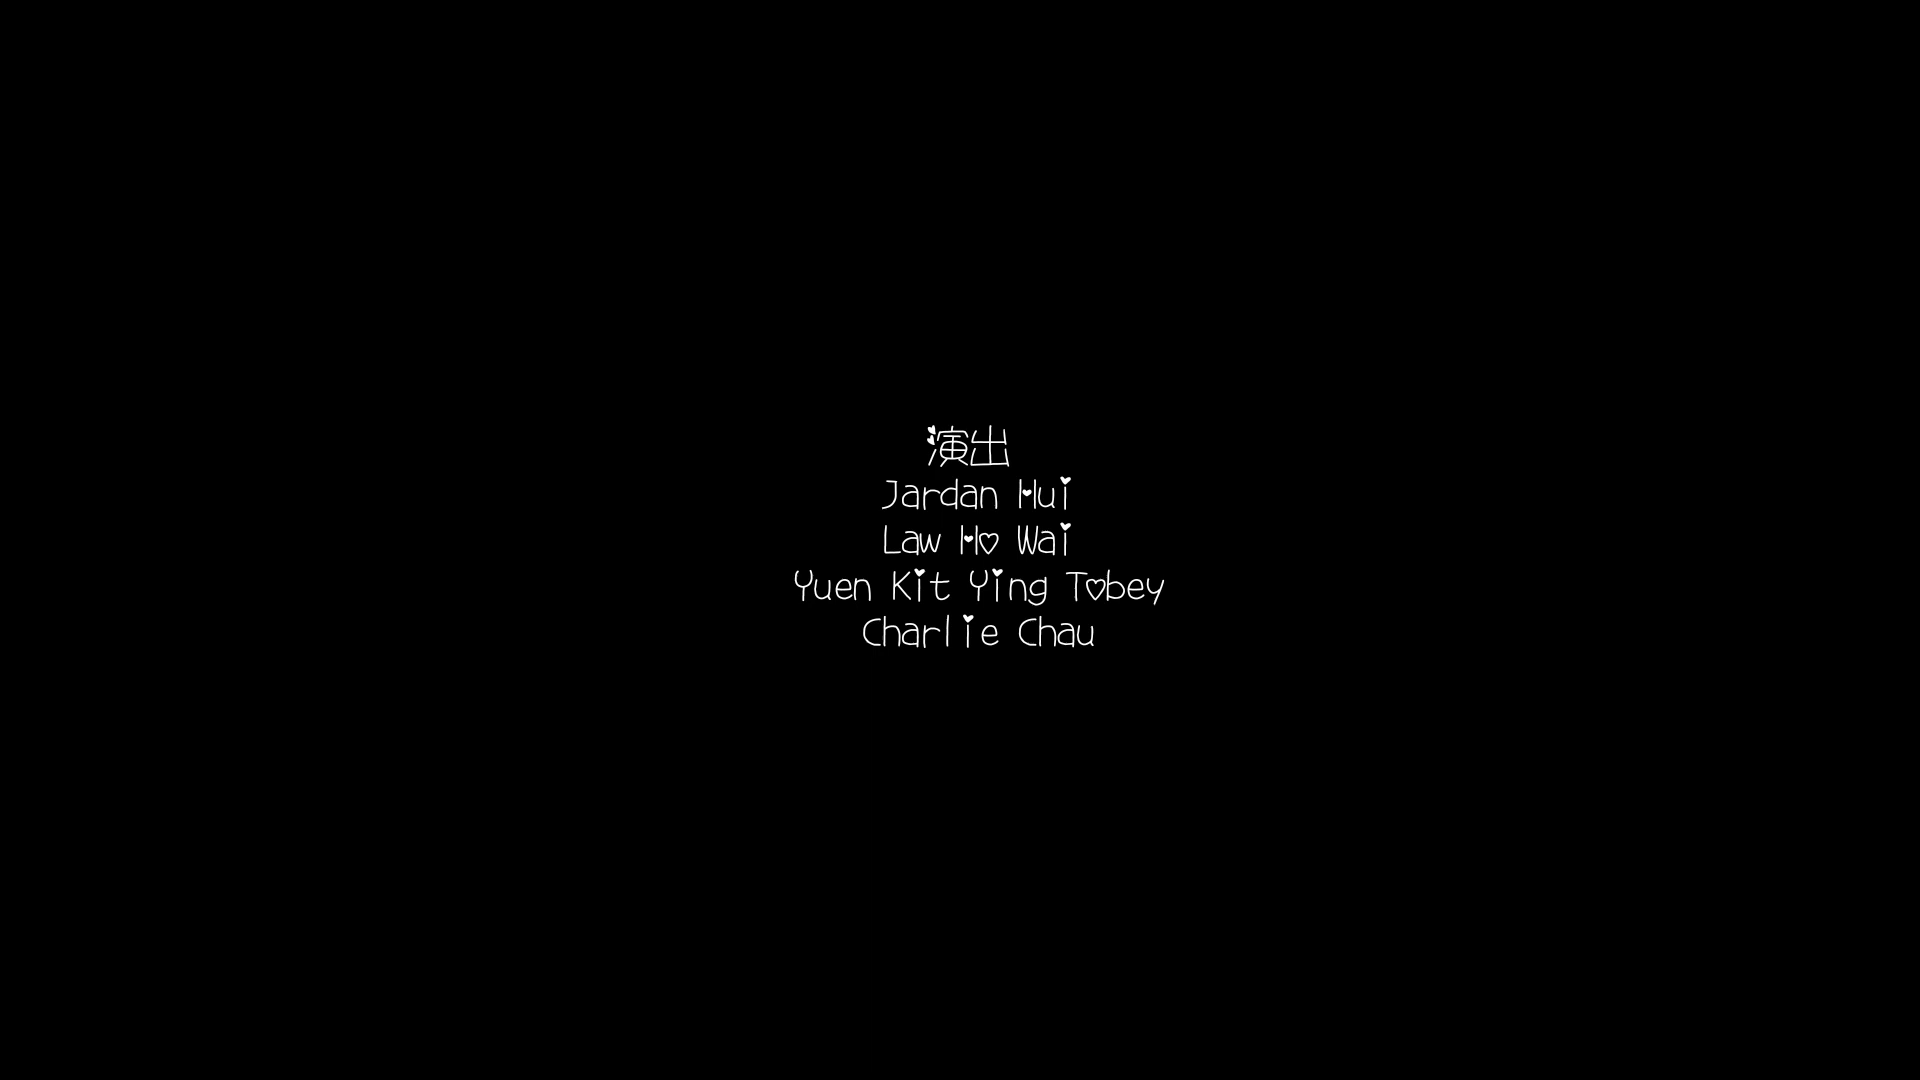 演出
Jardan Hui
Law Ho Wai
Yuen Kit Ying Tobey
Charlie Chau